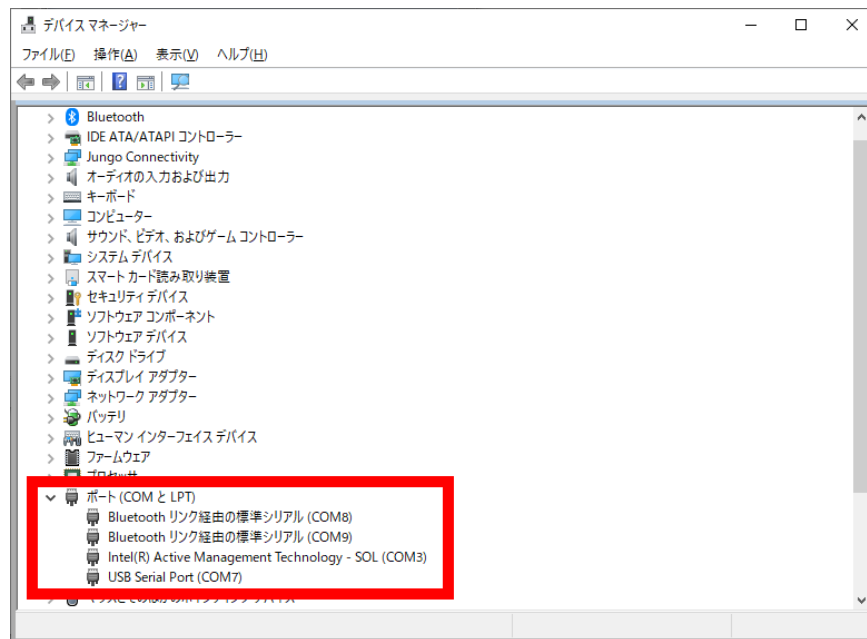 デバイス マネージャー
ファイル(F) 操作(A) 表示(V) ヘルプ(H)
Bluetooth
IDE ATA/ATAPI コントローラー
Jungo Connectivity
オーディオの入力および出力
キーボード
コンピューター
サウンド、ビデオ、およびゲーム コントローラー
システム デバイス
スマート カード読み取り装置
セキュリティ デバイス
ソフトウェア コンポーネント
ソフトウェア デバイス
ディスク ドライブ
ディスプレイ アダプター
ネットワーク アダプター
バッテリ
ヒューマン インターフェイス デバイス
ファームウェア
プロセッサ
ポート (COM と LPT)
Bluetooth リンク経由の標準シリアル (COM8)
Bluetooth リンク経由の標準シリアル (COM9)
Intel(R) Active Management Technology - SOL (COM3)
USB Serial Port (COM7)